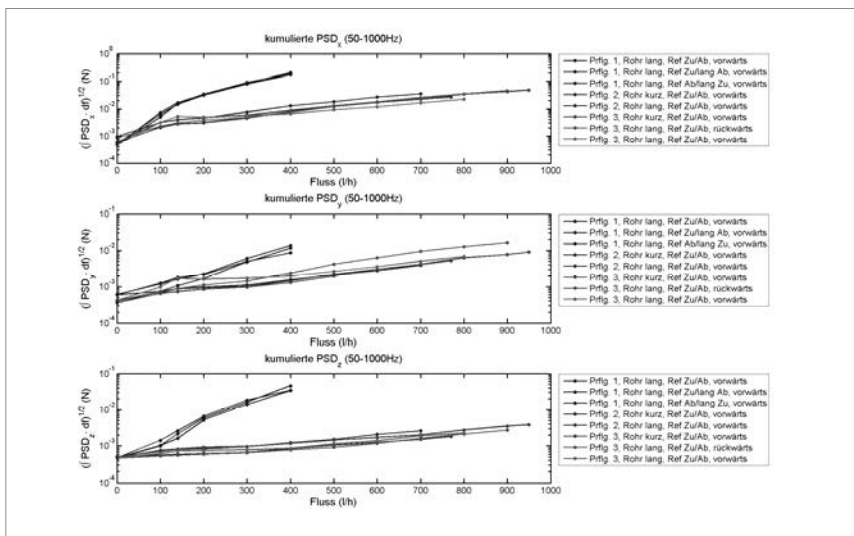 kumulierte PSDx (50-1000Hz)
10^0
10^-1
10^-2
10^-3
10^-4
(∫ PSDx · df)^1/2 (N)
0 100 200 300 400 500 600 700 800 900 1000
Fluss (l/h)
Prflg. 1, Rohr lang, Ref Zu/Ab, vorwärts
Prflg. 1, Rohr lang, Ref Zu/lang Ab, vorwärts
Prflg. 1, Rohr lang, Ref Ab/lang Zu, vorwärts
Prflg. 2, Rohr kurz, Ref Zu/Ab, vorwärts
Prflg. 2, Rohr lang, Ref Zu/Ab, vorwärts
Prflg. 3, Rohr kurz, Ref Zu/Ab, vorwärts
Prflg. 3, Rohr lang, Ref Zu/Ab, rückwärts
Prflg. 3, Rohr lang, Ref Zu/Ab, vorwärts
kumulierte PSDy (50-1000Hz)
10^-1
10^-2
10^-3
10^-4
(∫ PSDy · df)^1/2 (N)
0 100 200 300 400 500 600 700 800 900 1000
Fluss (l/h)
Prflg. 1, Rohr lang, Ref Zu/Ab, vorwärts
Prflg. 1, Rohr lang, Ref Zu/lang Ab, vorwärts
Prflg. 1, Rohr lang, Ref Ab/lang Zu, vorwärts
Prflg. 2, Rohr kurz, Ref Zu/Ab, vorwärts
Prflg. 2, Rohr lang, Ref Zu/Ab, vorwärts
Prflg. 3, Rohr kurz, Ref Zu/Ab, vorwärts
Prflg. 3, Rohr lang, Ref Zu/Ab, rückwärts
Prflg. 3, Rohr lang, Ref Zu/Ab, vorwärts
kumulierte PSDz (50-1000Hz)
10^-1
10^-2
10^-3
10^-4
(∫ PSDz · df)^1/2 (N)
0 100 200 300 400 500 600 700 800 900 1000
Fluss (l/h)
Prflg. 1, Rohr lang, Ref Zu/Ab, vorwärts
Prflg. 1, Rohr lang, Ref Zu/lang Ab, vorwärts
Prflg. 1, Rohr lang, Ref Ab/lang Zu, vorwärts
Prflg. 2, Rohr kurz, Ref Zu/Ab, vorwärts
Prflg. 2, Rohr lang, Ref Zu/Ab, vorwärts
Prflg. 3, Rohr kurz, Ref Zu/Ab, vorwärts
Prflg. 3, Rohr lang, Ref Zu/Ab, rückwärts
Prflg. 3, Rohr lang, Ref Zu/Ab, vorwärts